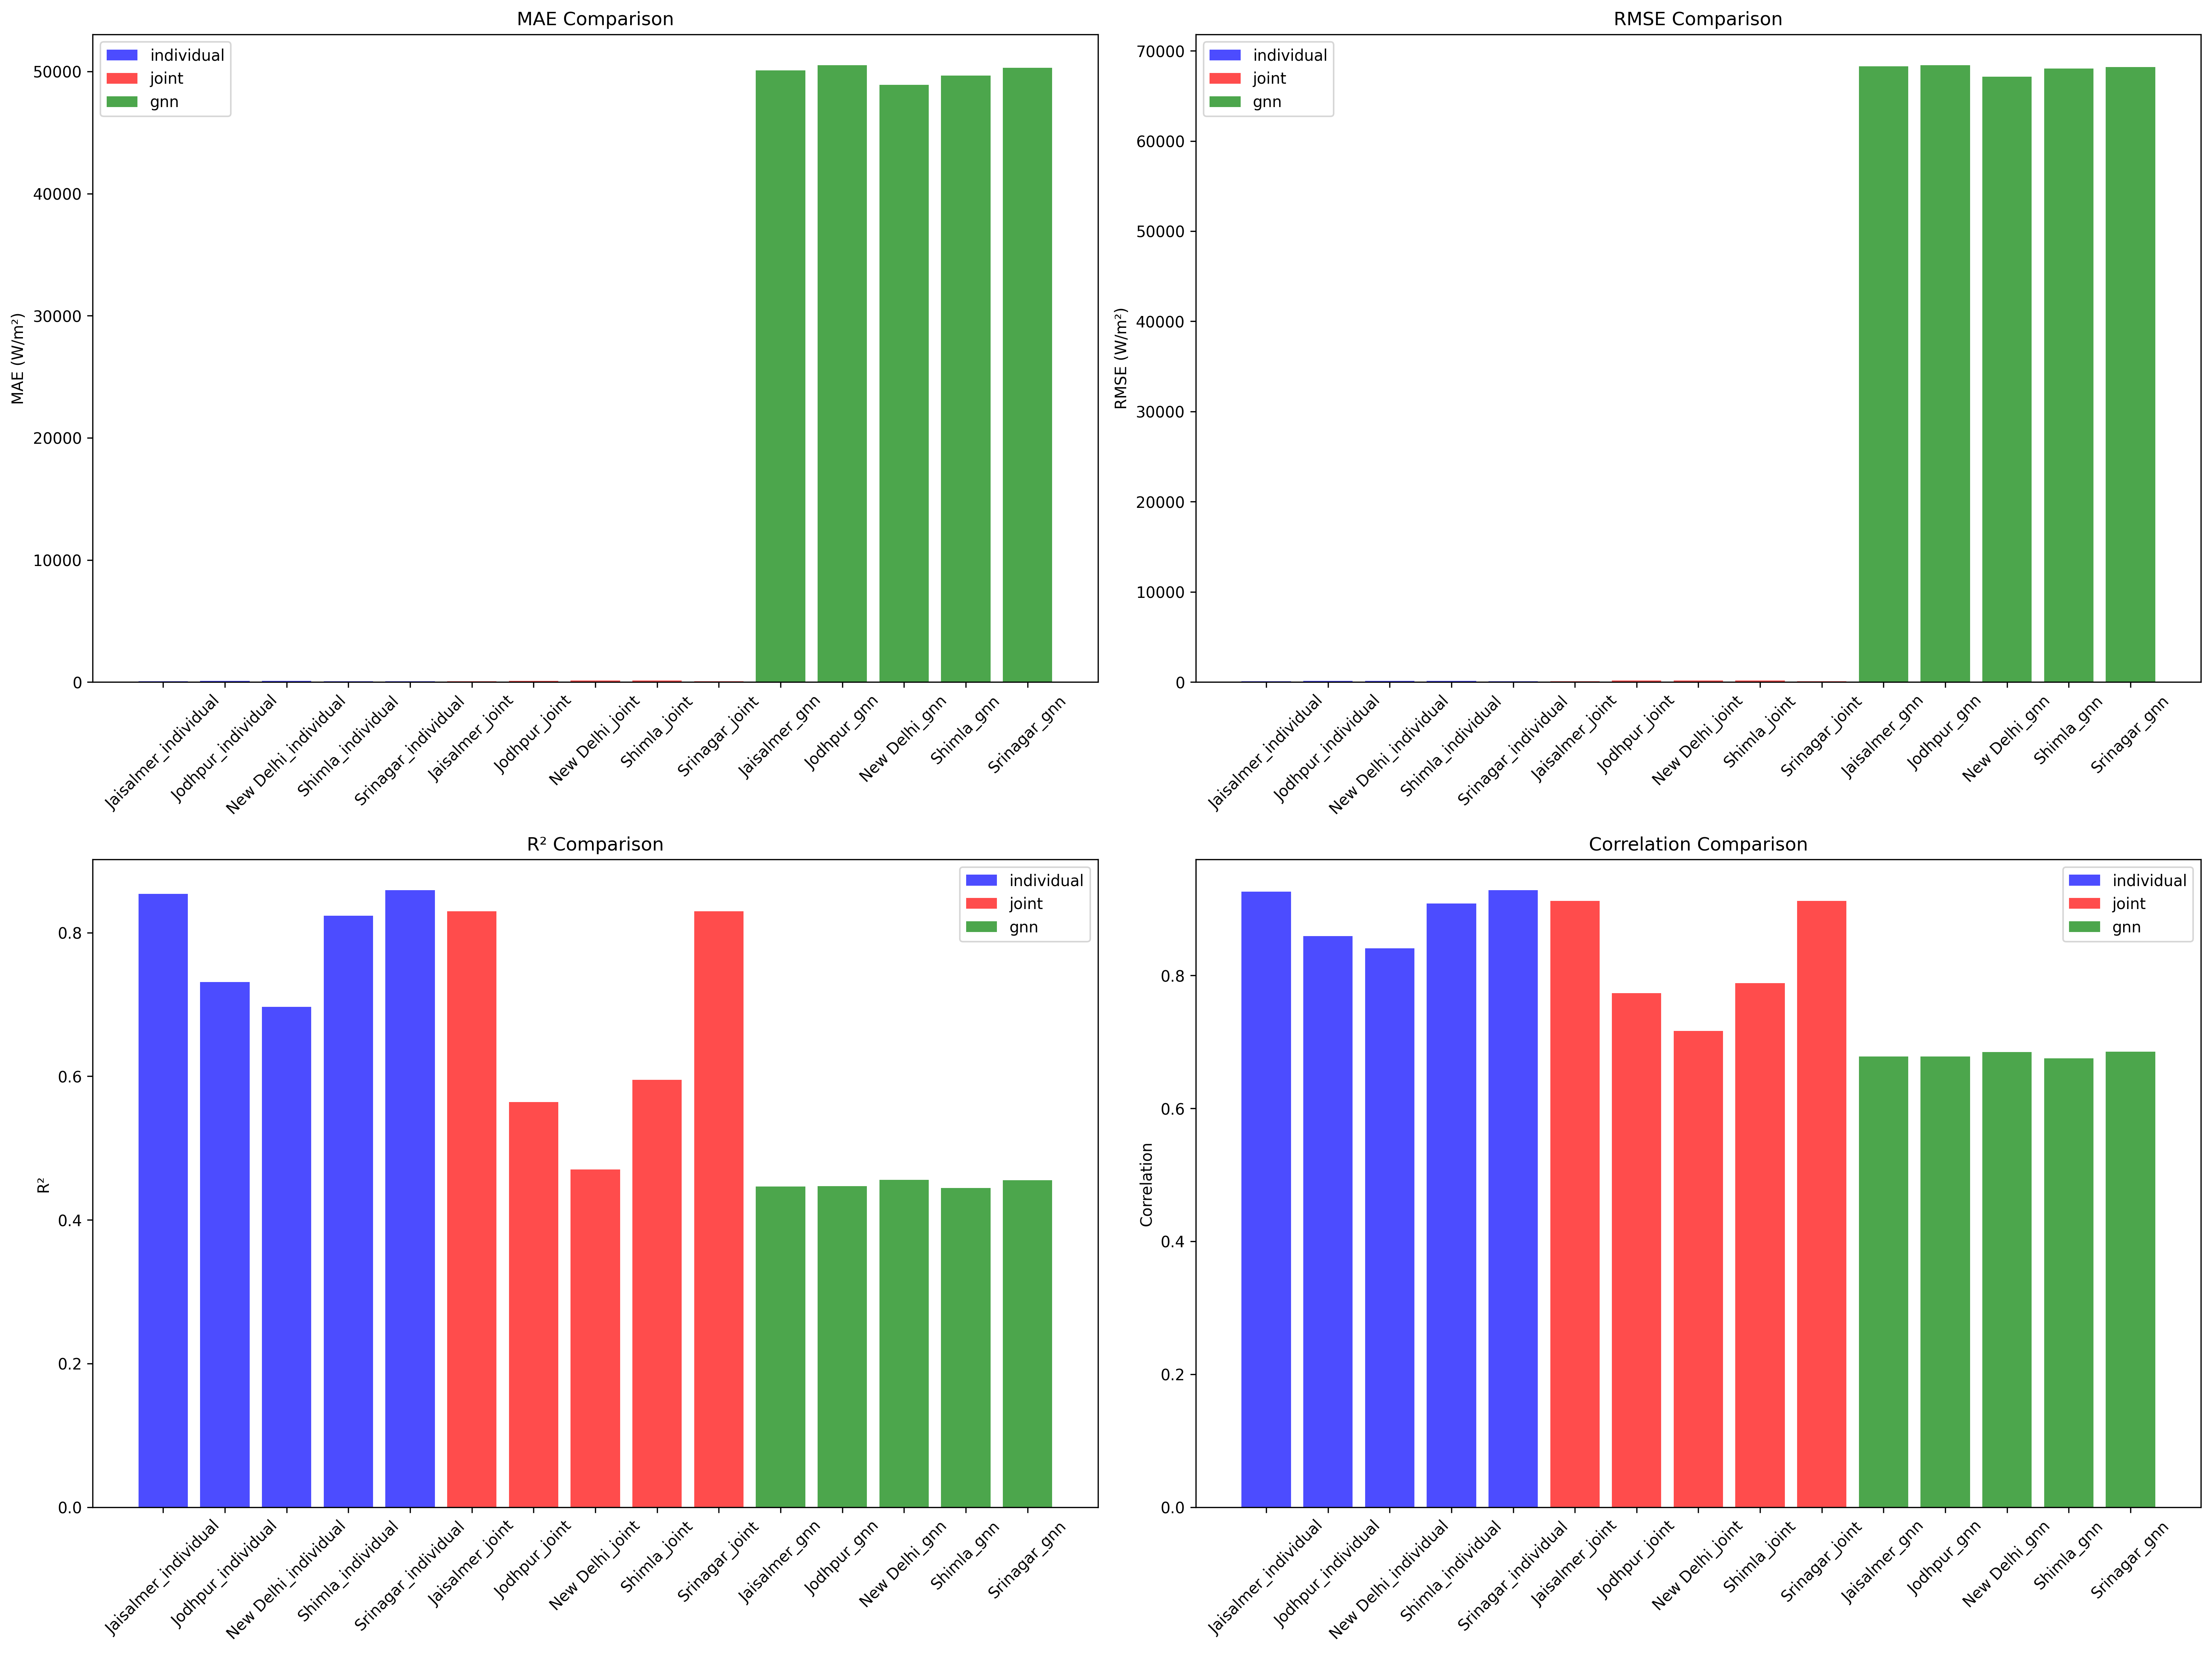 MAE Comparison
individual
joint
gnn
50000
40000
30000
20000
10000
0
MAE (W/m²)
Jaisalmer_individual
Jodhpur_individual
New Delhi_individual
Shimla_individual
Srinagar_individual
Jaisalmer_joint
Jodhpur_joint
New Delhi_joint
Shimla_joint
Srinagar_joint
Jaisalmer_gnn
Jodhpur_gnn
New Delhi_gnn
Shimla_gnn
Srinagar_gnn
RMSE Comparison
individual
joint
gnn
70000
60000
50000
40000
30000
20000
10000
0
RMSE (W/m²)
Jaisalmer_individual
Jodhpur_individual
New Delhi_individual
Shimla_individual
Srinagar_individual
Jaisalmer_joint
Jodhpur_joint
New Delhi_joint
Shimla_joint
Srinagar_joint
Jaisalmer_gnn
Jodhpur_gnn
New Delhi_gnn
Shimla_gnn
Srinagar_gnn
R² Comparison
individual
joint
gnn
0.8
0.6
0.4
0.2
0.0
R²
Jaisalmer_individual
Jodhpur_individual
New Delhi_individual
Shimla_individual
Srinagar_individual
Jaisalmer_joint
Jodhpur_joint
New Delhi_joint
Shimla_joint
Srinagar_joint
Jaisalmer_gnn
Jodhpur_gnn
New Delhi_gnn
Shimla_gnn
Srinagar_gnn
Correlation Comparison
individual
joint
gnn
0.8
0.6
0.4
0.2
0.0
Correlation
Jaisalmer_individual
Jodhpur_individual
New Delhi_individual
Shimla_individual
Srinagar_individual
Jaisalmer_joint
Jodhpur_joint
New Delhi_joint
Shimla_joint
Srinagar_joint
Jaisalmer_gnn
Jodhpur_gnn
New Delhi_gnn
Shimla_gnn
Srinagar_gnn